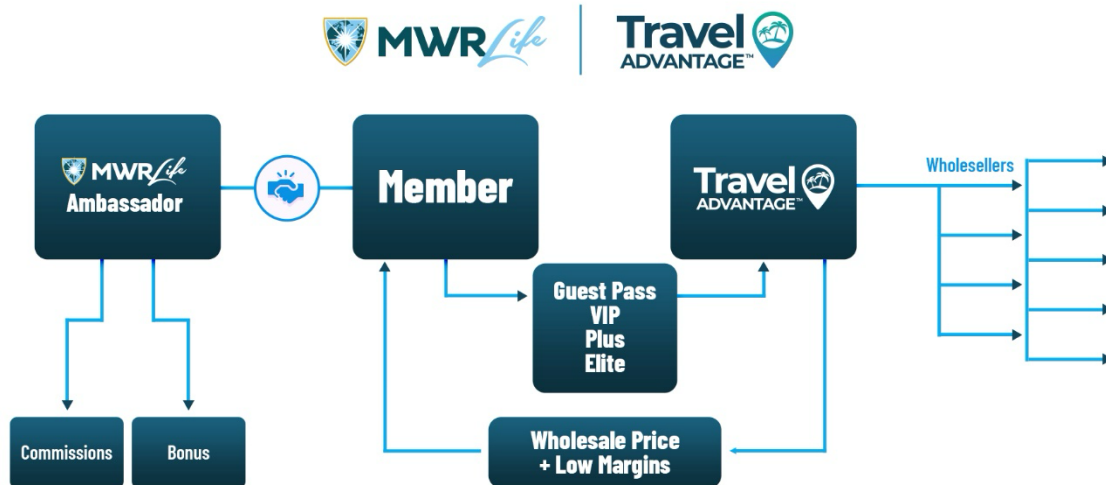 MWR Life
Travel
ADVANTAGE™
MWR Life
Ambassador
Member
Travel
ADVANTAGE™
Wholesellers
Guest Pass
VIP
Plus
Elite
Commissions
Bonus
Wholesale Price
+ Low Margins